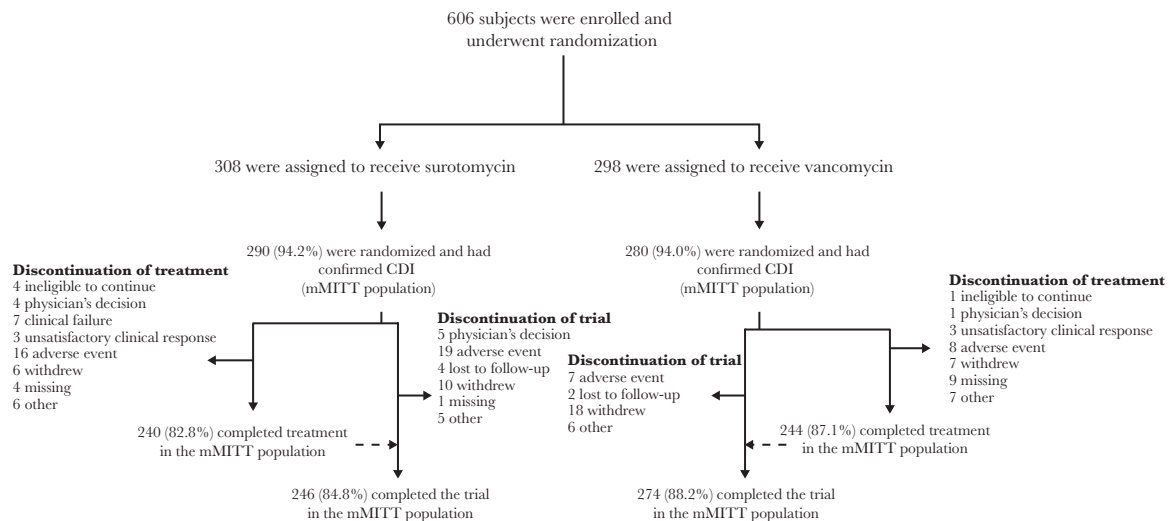 606 subjects were enrolled and
underwent randomization
308 were assigned to receive surotomycin
298 were assigned to receive vancomycin
290 (94.2%) were randomized and had
confirmed CDI
(mMITT population)
280 (94.0%) were randomized and had
confirmed CDI
(mMITT population)
Discontinuation of treatment
4 ineligible to continue
4 physician's decision
7 clinical failure
3 unsatisfactory clinical response
16 adverse event
6 withdrew
4 missing
6 other
Discontinuation of trial
5 physician's decision
19 adverse event
4 lost to follow-up
10 withdrew
1 missing
5 other
Discontinuation of trial
7 adverse event
2 lost to follow-up
18 withdrew
6 other
Discontinuation of treatment
1 ineligible to continue
1 physician's decision
3 unsatisfactory clinical response
8 adverse event
7 withdrew
9 missing
7 other
240 (82.8%) completed treatment
in the mMITT population
244 (87.1%) completed treatment
in the mMITT population
246 (84.8%) completed the trial
in the mMITT population
274 (88.2%) completed the trial
in the mMITT population